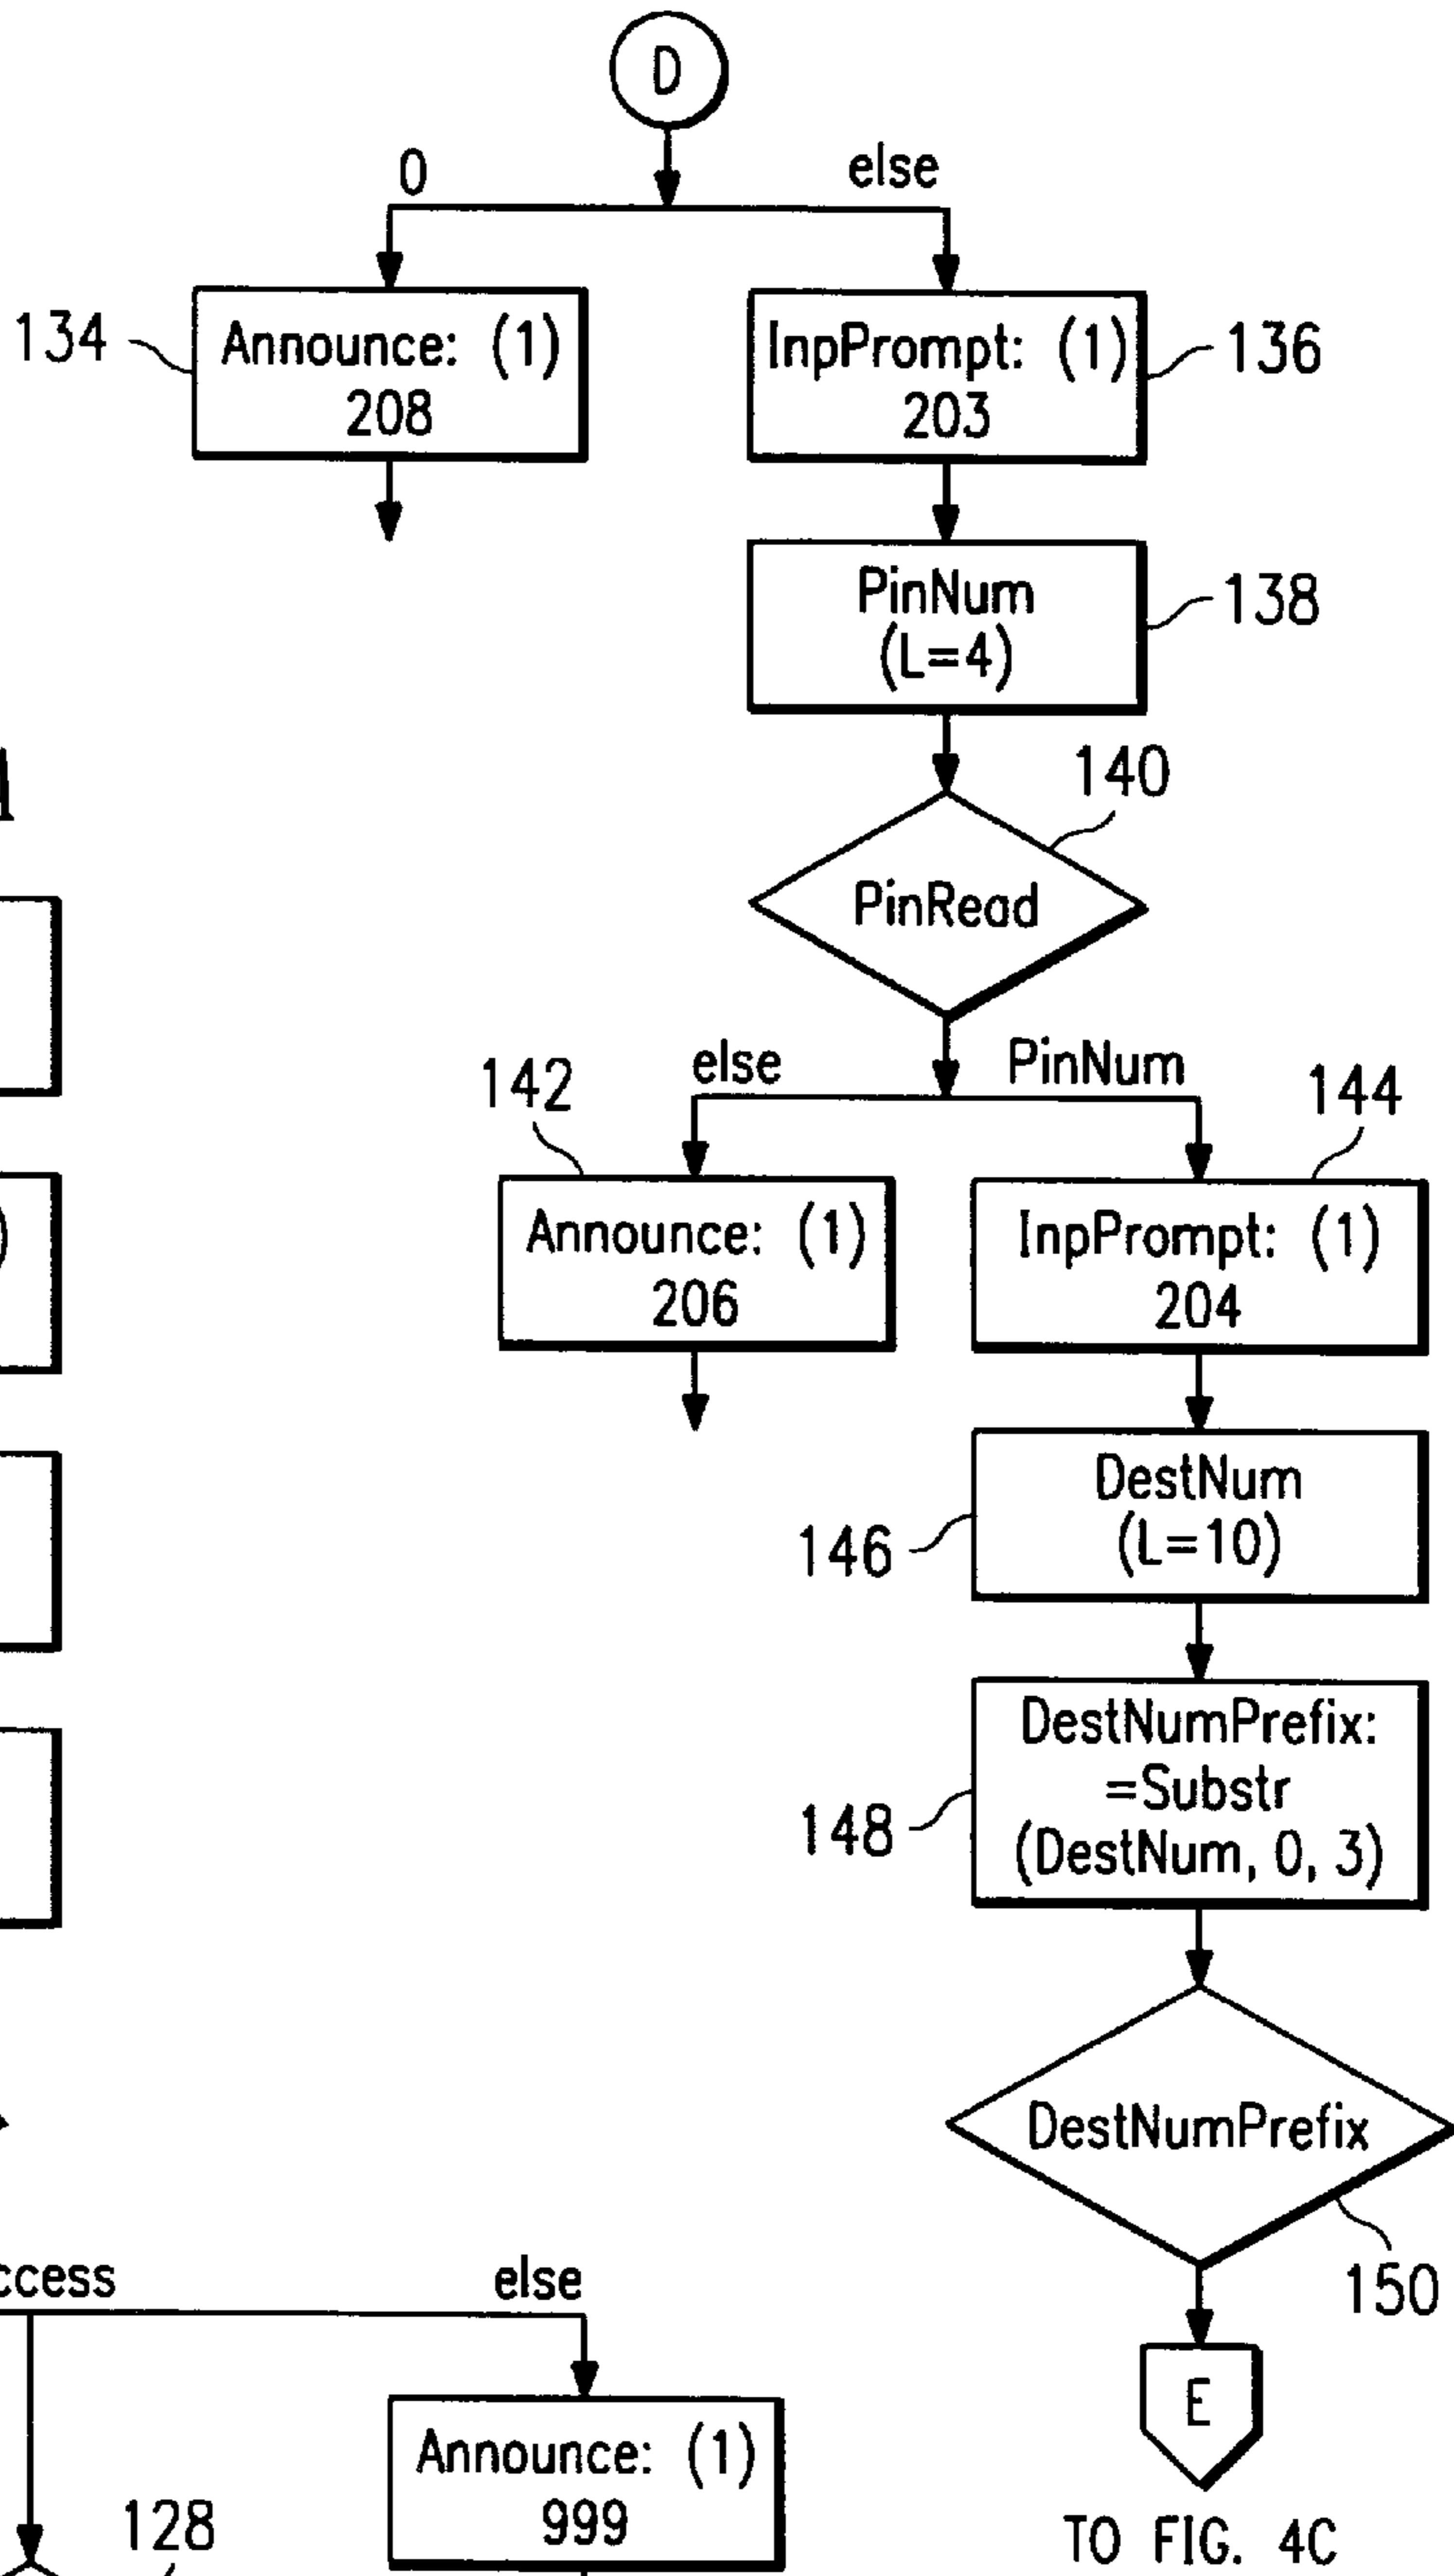 D
0
else
134
Announce: (1)
208
InpPrompt: (1)
203
136
PinNum
(L=4)
138
140
PinRead
else
PinNum
142
144
Announce: (1)
206
InpPrompt: (1)
204
DestNum
(L=10)
146
DestNumPrefix:
=Substr
(DestNum, 0, 3)
148
DestNumPrefix
150
else
Announce: (1)
999
128
E
TO FIG. 4C